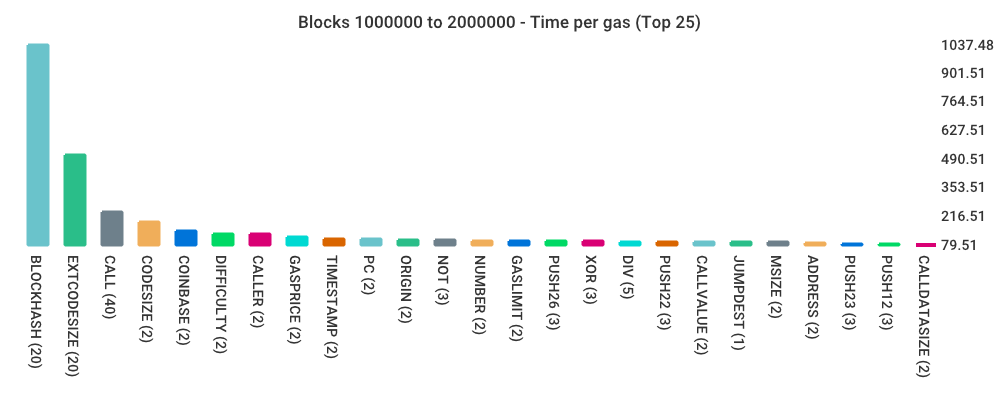 Blocks 1000000 to 2000000 - Time per gas (Top 25)
1037.48
901.51
764.51
627.51
490.51
353.51
216.51
79.51
BLOCKHASH (20)
EXTCODESIZE (20)
CALL (40)
CODESIZE (2)
COINBASE (2)
DIFFICULTY (2)
CALLER (2)
GASPRICE (2)
TIMESTAMP (2)
PC (2)
ORIGIN (2)
NOT (3)
NUMBER (2)
GASLIMIT (2)
PUSH26 (3)
XOR (3)
DIV (5)
PUSH22 (3)
CALLVALUE (2)
JUMPDEST (1)
MSIZE (2)
ADDRESS (2)
PUSH23 (3)
PUSH12 (3)
CALLDATASIZE (2)